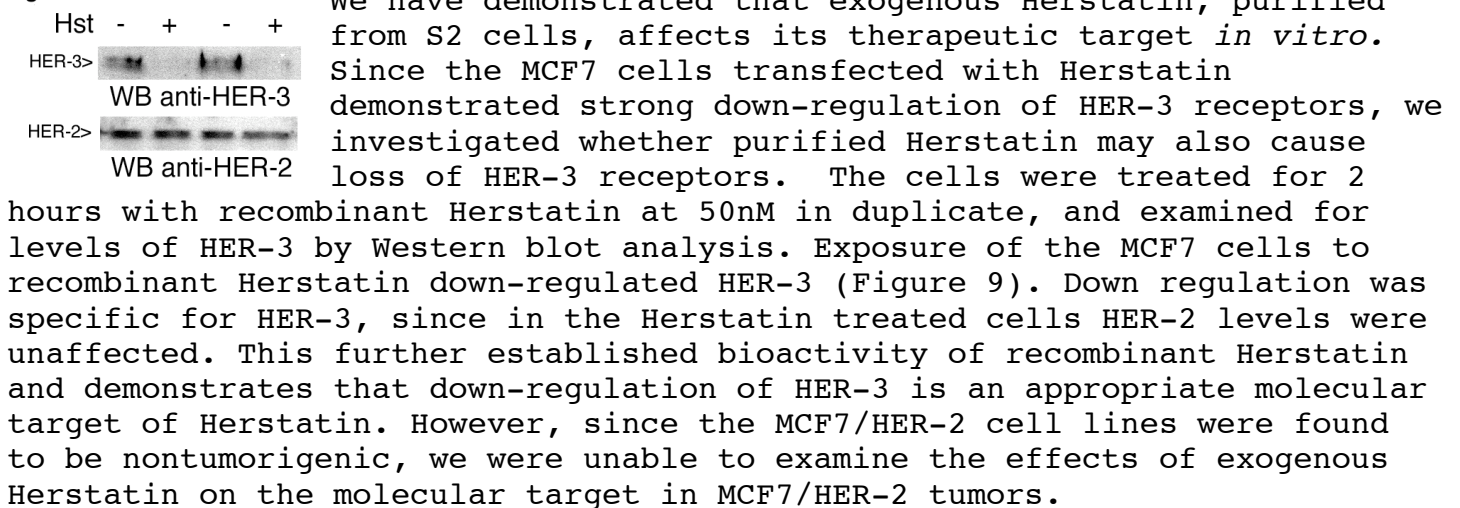 Hst - + - +
HER-3>
WB anti-HER-3
HER-2>
WB anti-HER-2
We have demonstrated that exogenous Herstatin, purified
from S2 cells, affects its therapeutic target in vitro.
Since the MCF7 cells transfected with Herstatin
demonstrated strong down-regulation of HER-3 receptors, we
investigated whether purified Herstatin may also cause
loss of HER-3 receptors. The cells were treated for 2
hours with recombinant Herstatin at 50nM in duplicate, and examined for
levels of HER-3 by Western blot analysis. Exposure of the MCF7 cells to
recombinant Herstatin down-regulated HER-3 (Figure 9). Down regulation was
specific for HER-3, since in the Herstatin treated cells HER-2 levels were
unaffected. This further established bioactivity of recombinant Herstatin
and demonstrates that down-regulation of HER-3 is an appropriate molecular
target of Herstatin. However, since the MCF7/HER-2 cell lines were found
to be nontumorigenic, we were unable to examine the effects of exogenous
Herstatin on the molecular target in MCF7/HER-2 tumors.